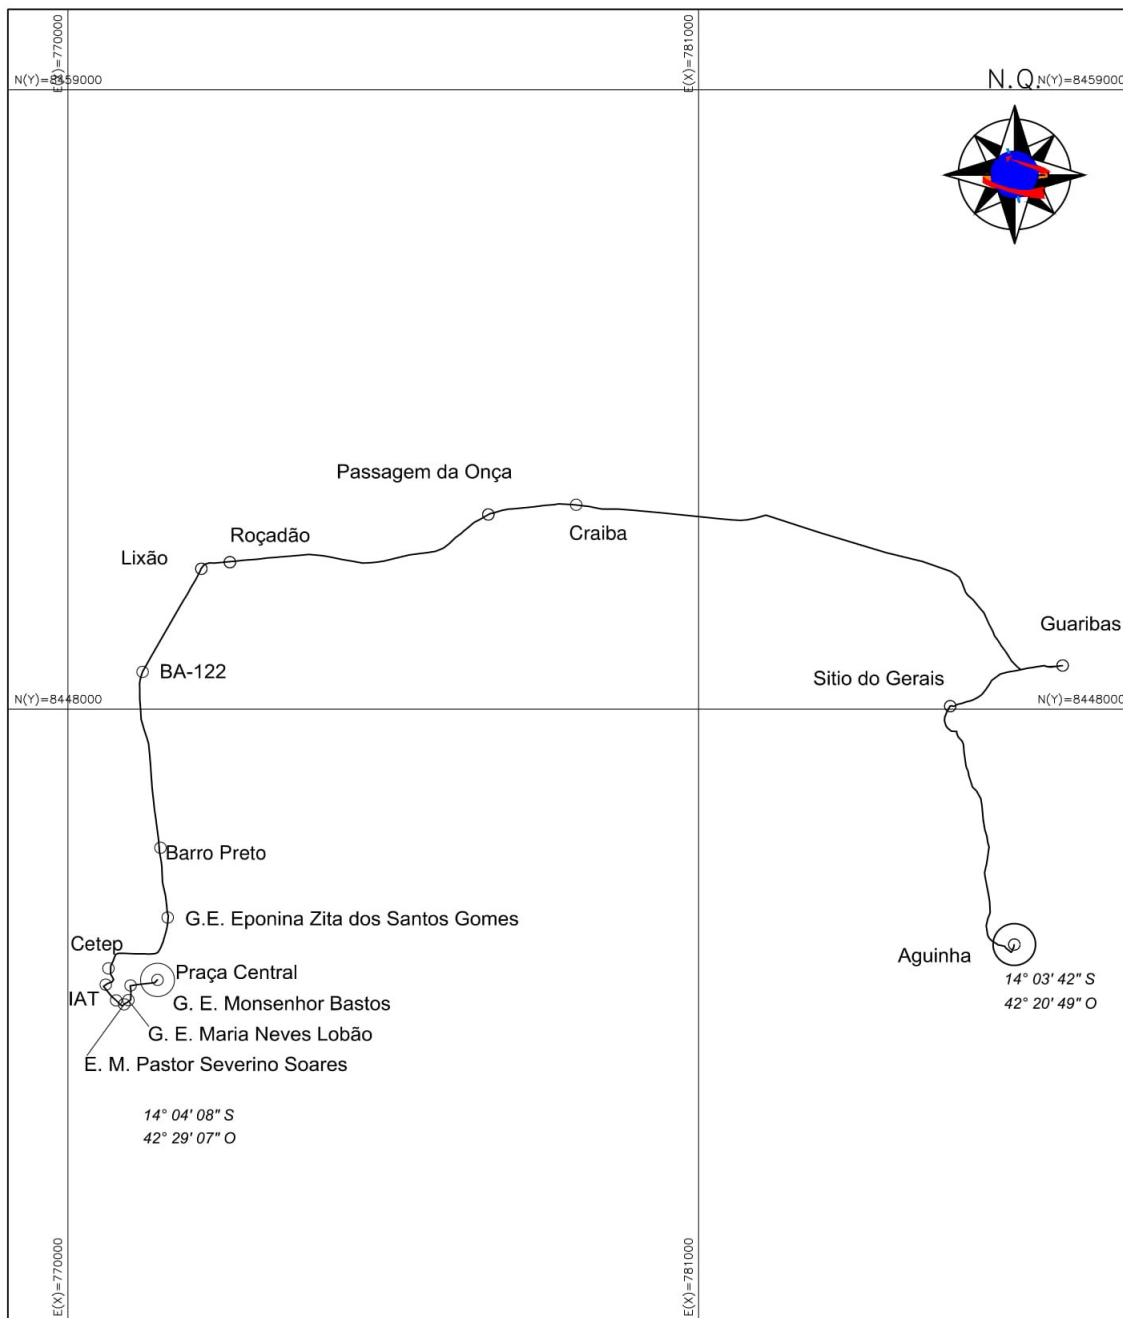 E(X)=770000
E(X)=781000
N(Y)=8459000
N.Q.
N(Y)=8459000
Passagem da Onça
Craiba
Roçadão
Lixão
Guaribas
BA-122
Sitio do Gerais
N(Y)=8448000
N(Y)=8448000
Barro Preto
G.E. Eponina Zita dos Santos Gomes
Cetep
Aguinha
Praça Central
14° 03' 42" S
42° 20' 49" O
IAT
G. E. Monsenhor Bastos
G. E. Maria Neves Lobão
E. M. Pastor Severino Soares
14° 04' 08" S
42° 29' 07" O
E(X)=770000
E(X)=781000